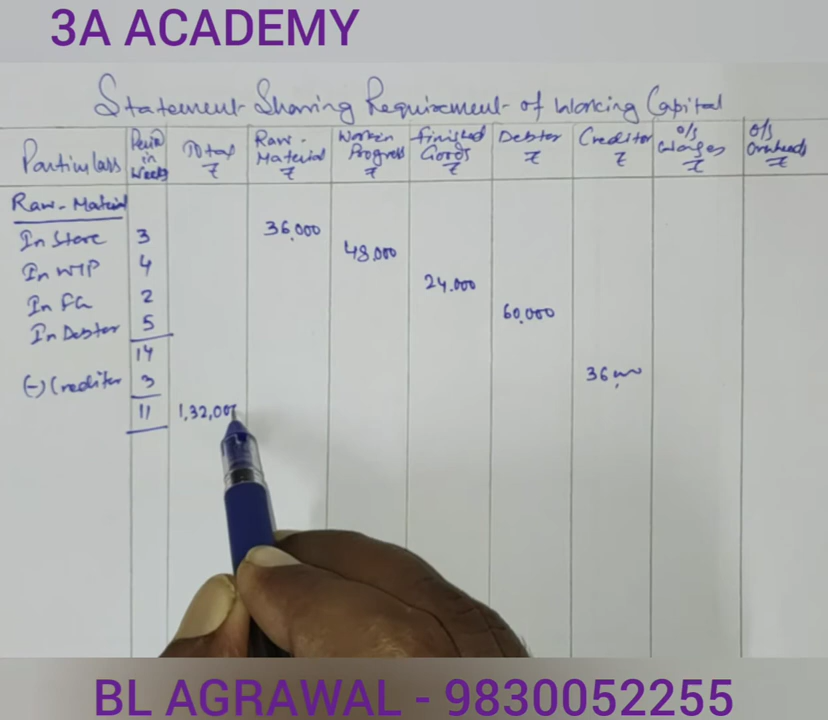 3A ACADEMY
Statement Showing Requirement of Working Capital
Particulars Period in Weeks Total ₹ Raw-Material ₹ Work in Progress ₹ Finished Goods ₹ Debtor ₹ Creditor ₹ o/s Wages ₹ o/s Overheads ₹
Raw-Material
In Store 3 36,000
In WIP 4 48,000
In FG 2 24,000
In Debtor 5 60,000
14
(-) Creditor 3 36,000
11 1,32,00
BL AGRAWAL - 9830052255